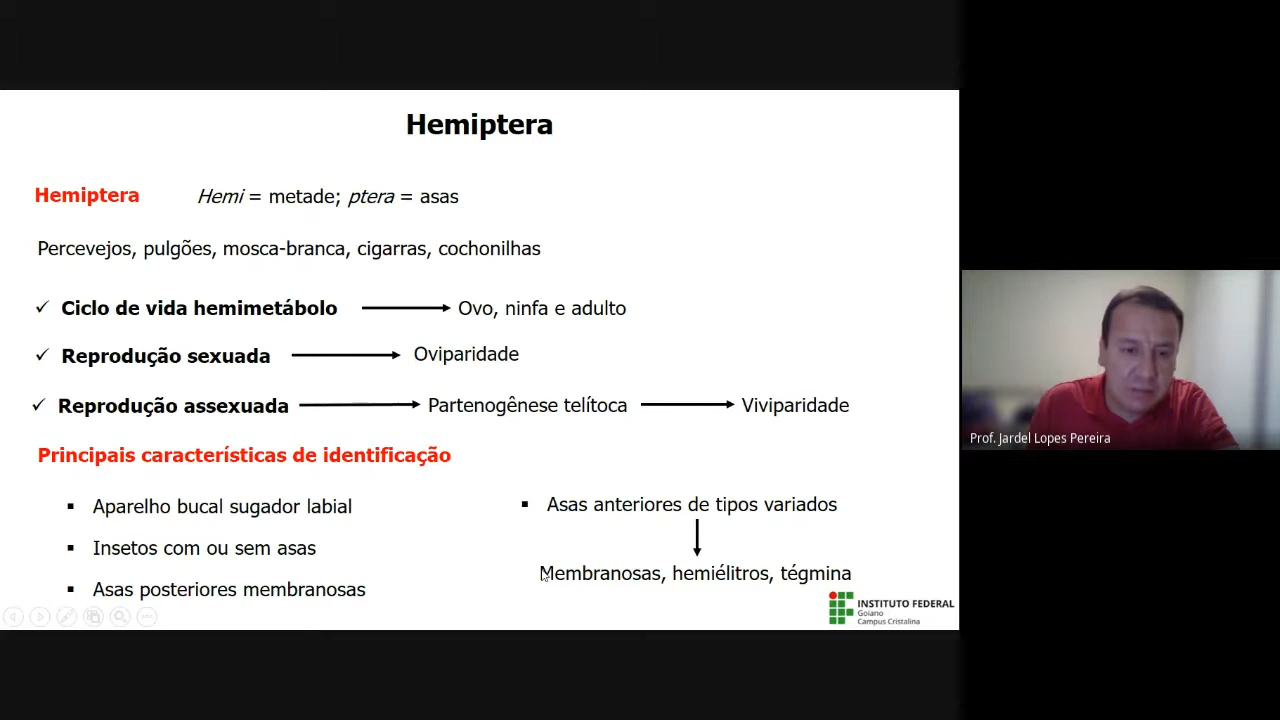 Hemiptera
Hemiptera Hemi = metade; ptera = asas
Percevejos, pulgões, mosca-branca, cigarras, cochonilhas
✓ Ciclo de vida hemimetábolo Ovo, ninfa e adulto
✓ Reprodução sexuada Oviparidade
✓ Reprodução assexuada Partenogênese telítoca Viviparidade
Principais características de identificação
▪ Aparelho bucal sugador labial
▪ Insetos com ou sem asas
▪ Asas posteriores membranosas
▪ Asas anteriores de tipos variados
Membranosas, hemiélitros, tégmina
INSTITUTO FEDERAL
Goiano
Campus Cristalina
Prof. Jardel Lopes Pereira